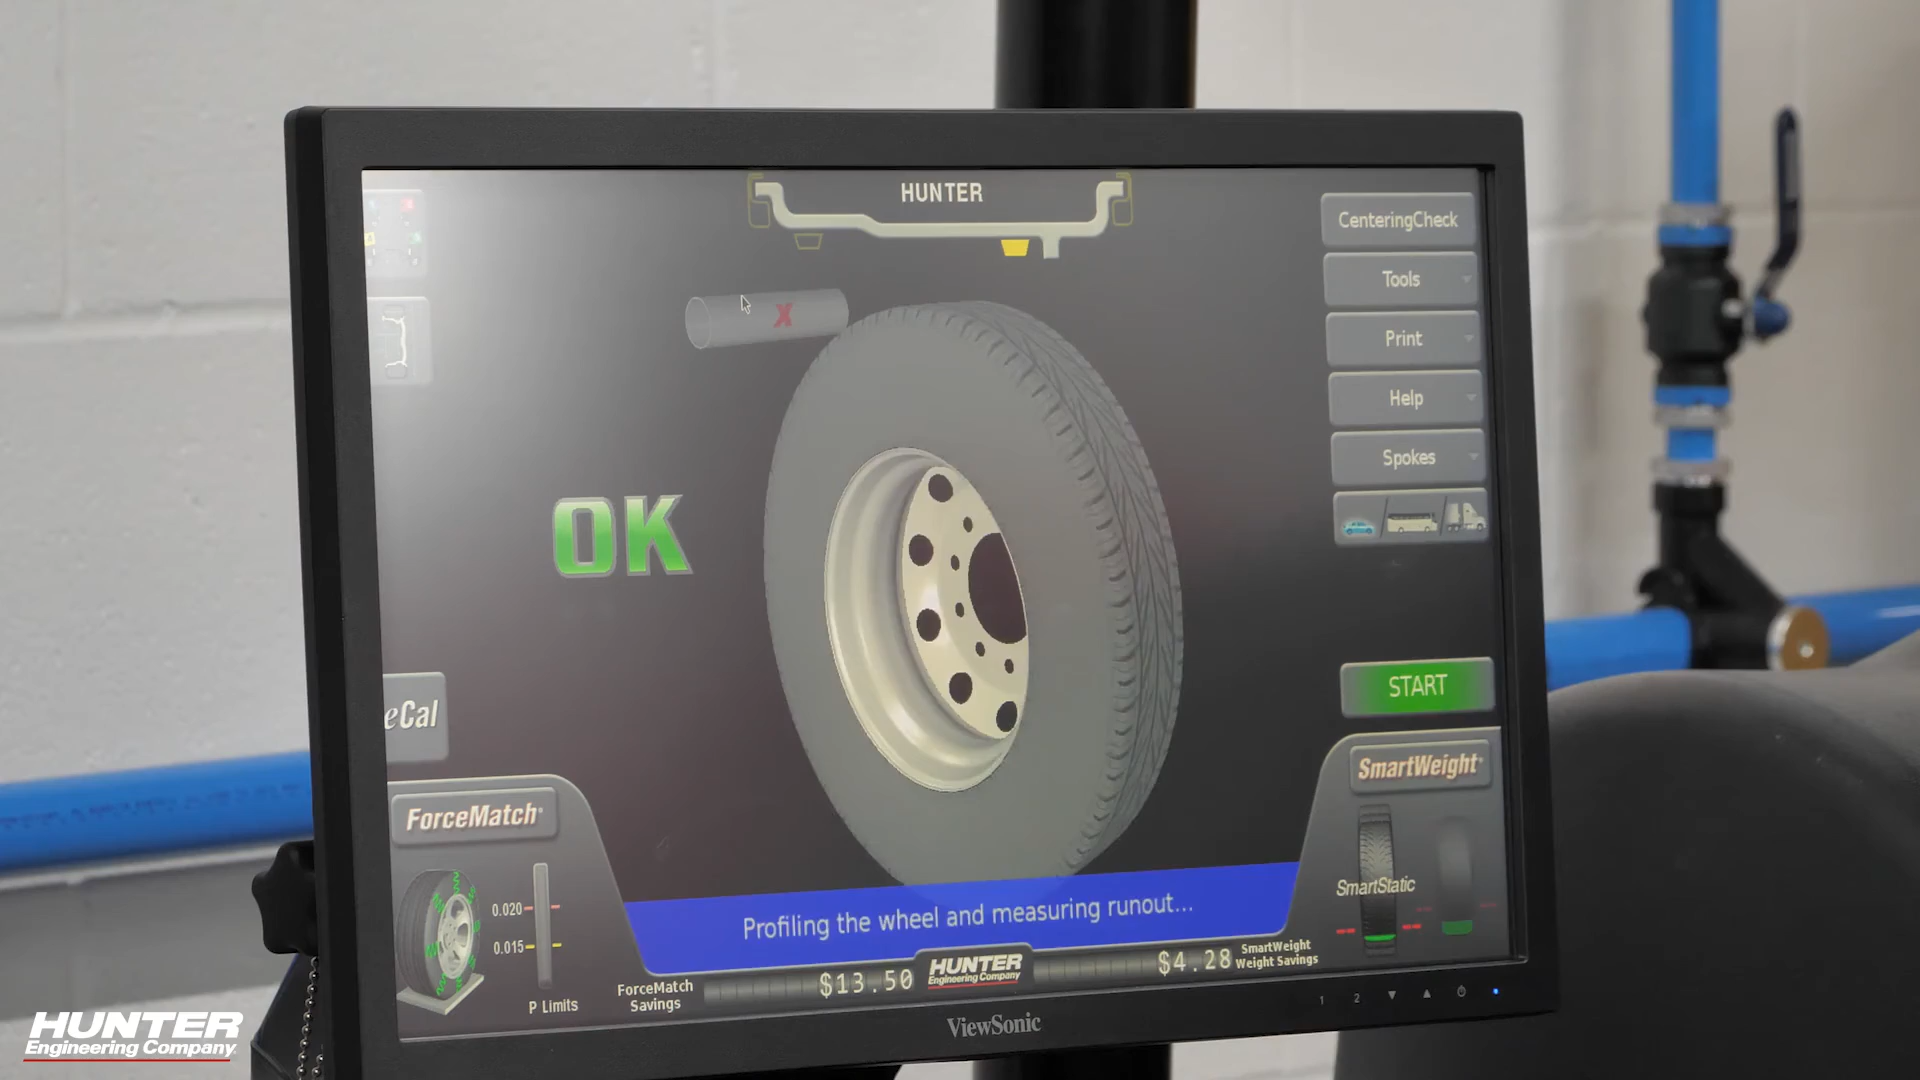 HUNTER
CenteringCheck
Tools
X
Print
Help
Spokes
OK
START
eCal
SmartWeight
ForceMatch
SmartStatic
0.020
0.015
P Limits
Profiling the wheel and measuring runout...
ForceMatch
Savings
$13.50
HUNTER
Engineering Company
$4.28
SmartWeight
Weight Savings
1 2
ViewSonic
HUNTER
Engineering Company